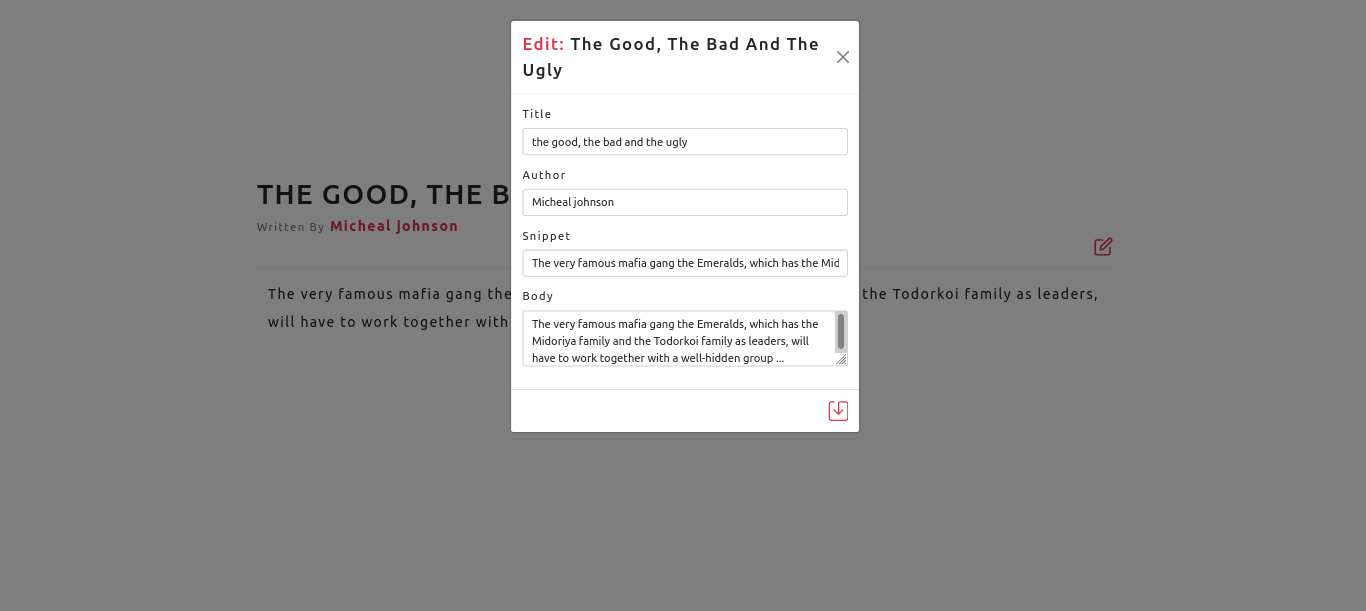 Edit: The Good, The Bad And The
Ugly
Title
the good, the bad and the ugly
Author
Micheal johnson
Snippet
The very famous mafia gang the Emeralds, which has the Mid
Body
The very famous mafia gang the Emeralds, which has the
Midoriya family and the Todorkoi family as leaders, will
have to work together with a well-hidden group ...
THE GOOD, THE B
Written By Micheal johnson
The very famous mafia gang the the Todorkoi family as leaders,
will have to work together with